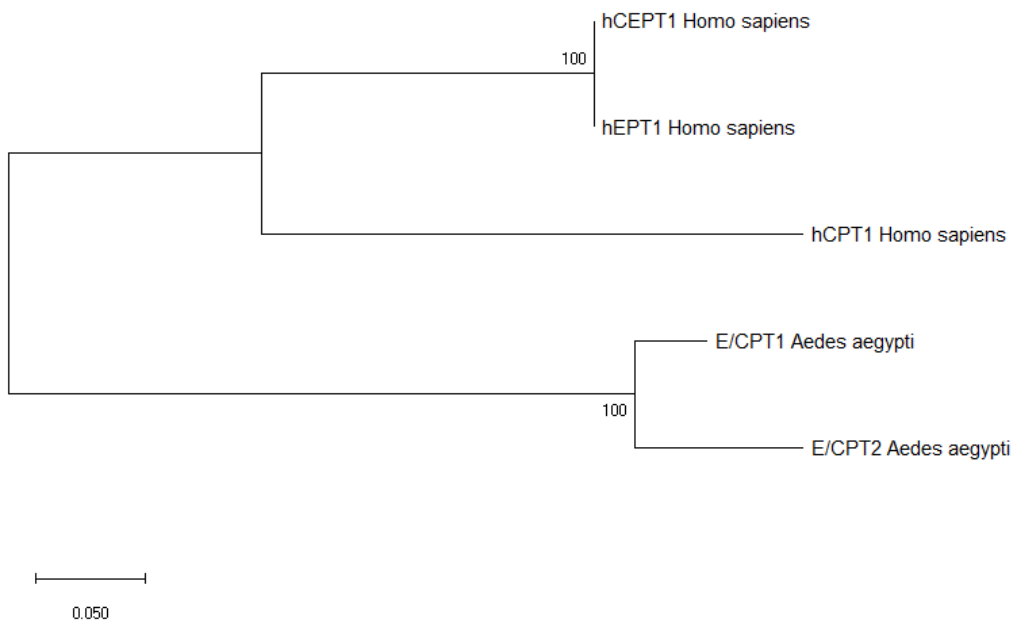 hCEPT1 Homo sapiens
100
hEPT1 Homo sapiens
hCPT1 Homo sapiens
E/CPT1 Aedes aegypti
100
E/CPT2 Aedes aegypti
0.050